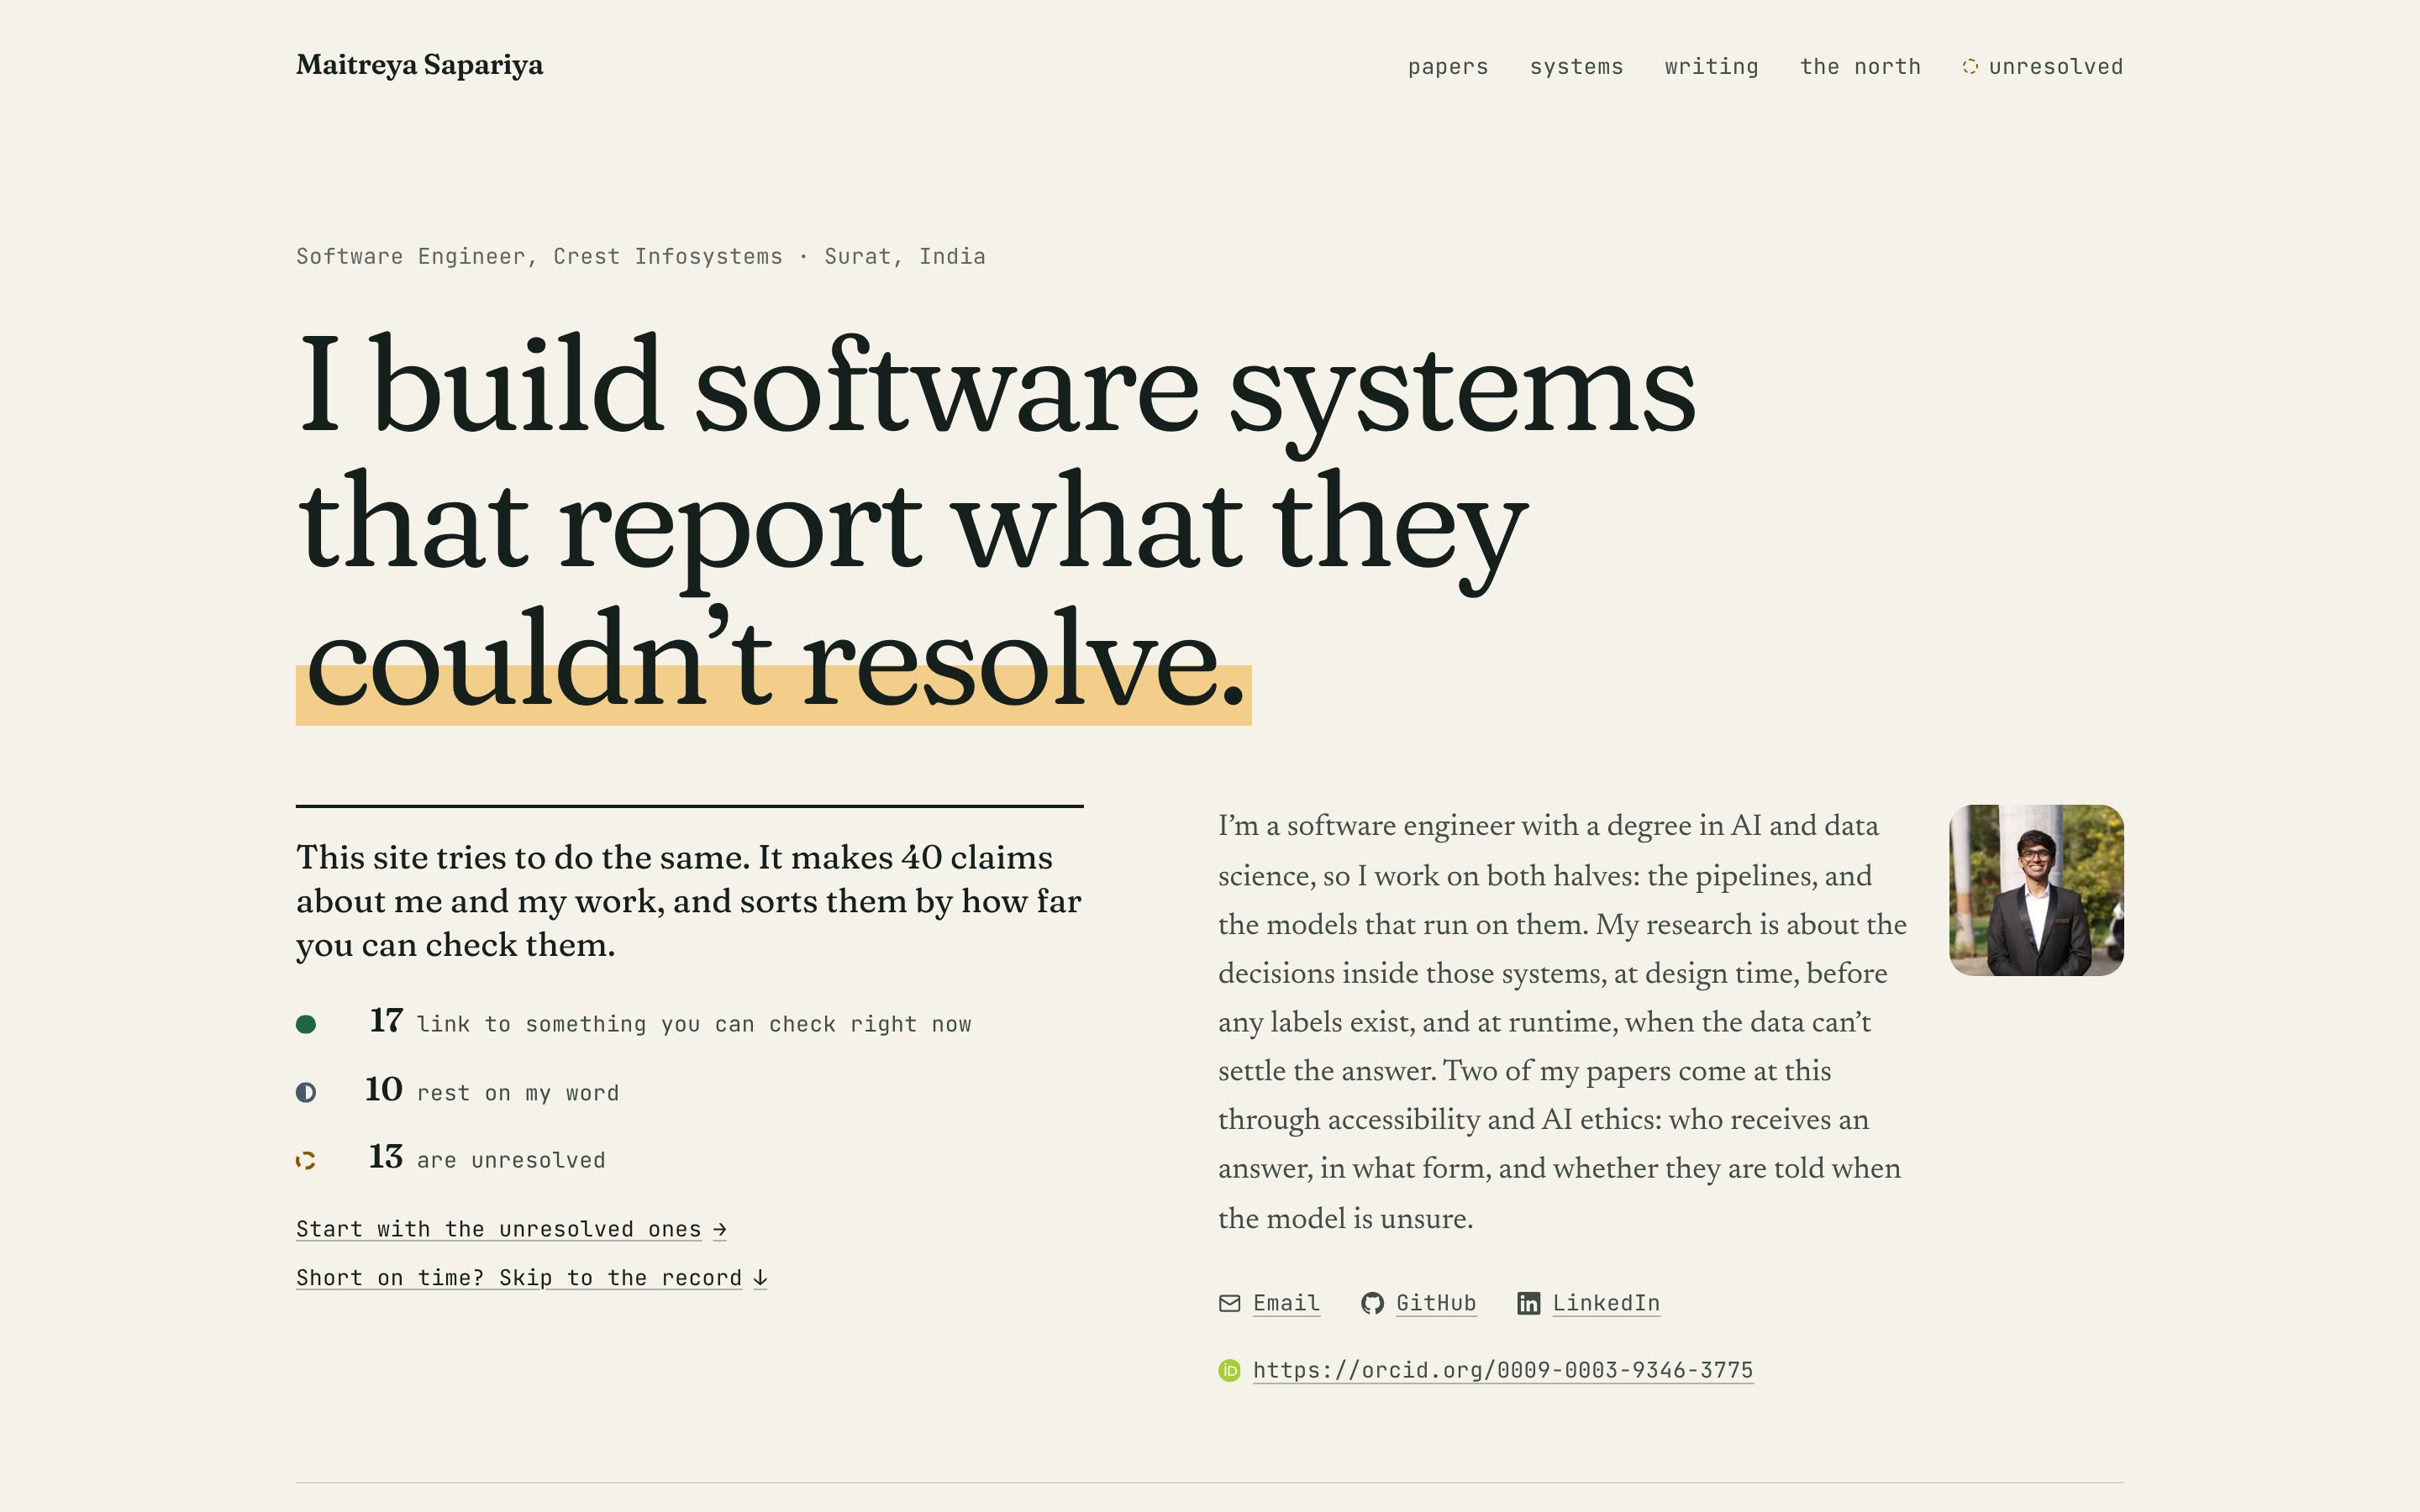 Maitreya Sapariya
papers systems writing the north unresolved
Software Engineer, Crest Infosystems · Surat, India
I build software systems
that report what they
couldn’t resolve.
This site tries to do the same. It makes 40 claims
about me and my work, and sorts them by how far
you can check them.
17 link to something you can check right now
10 rest on my word
13 are unresolved
Start with the unresolved ones →
Short on time? Skip to the record ↓
I’m a software engineer with a degree in AI and data
science, so I work on both halves: the pipelines, and
the models that run on them. My research is about the
decisions inside those systems, at design time, before
any labels exist, and at runtime, when the data can’t
settle the answer. Two of my papers come at this
through accessibility and AI ethics: who receives an
answer, in what form, and whether they are told when
the model is unsure.
Email GitHub LinkedIn
https://orcid.org/0009-0003-9346-3775